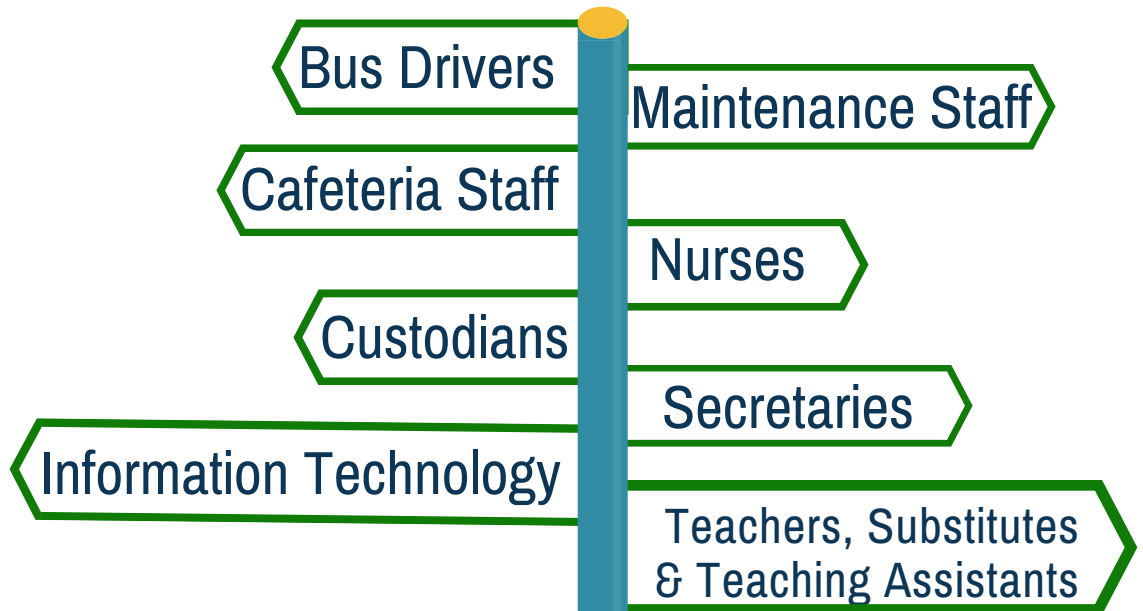 Bus Drivers
Maintenance Staff
Cafeteria Staff
Nurses
Custodians
Secretaries
Information Technology
Teachers, Substitutes
& Teaching Assistants